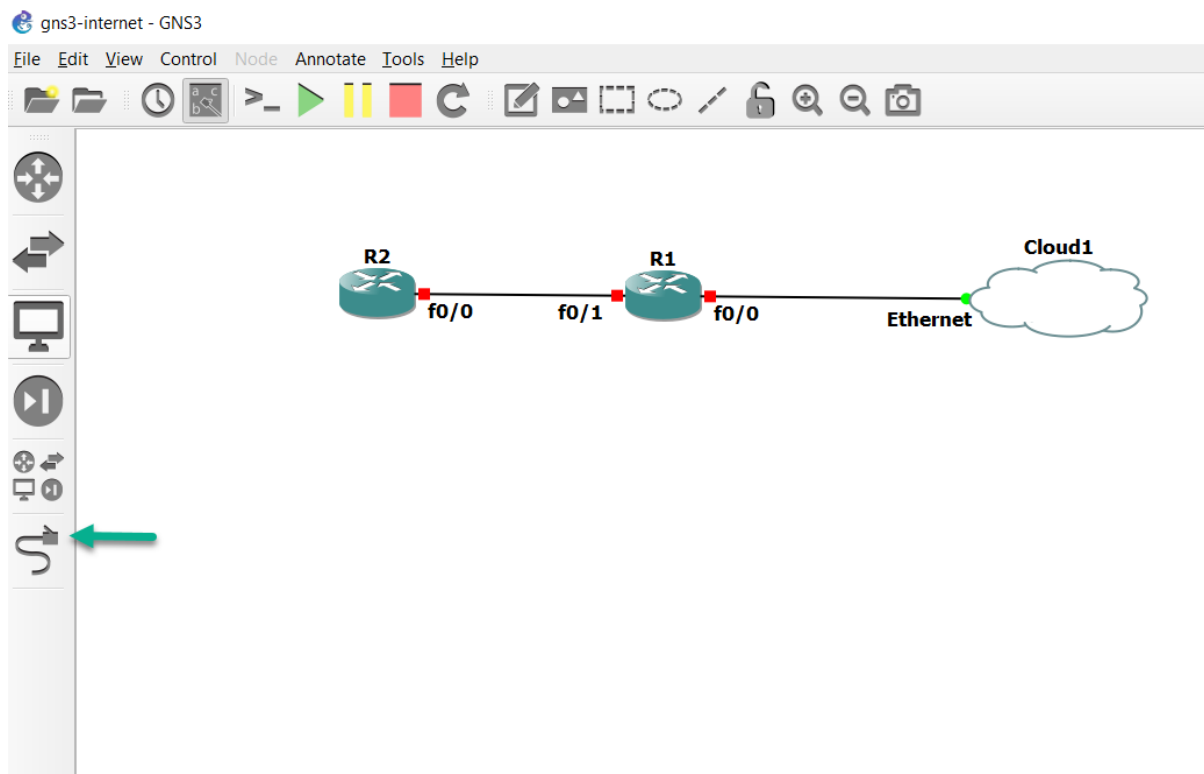 gns3-internet - GNS3
File Edit View Control Node Annotate Tools Help
a c
b
R2
R1
Cloud1
f0/0
f0/1
f0/0
Ethernet